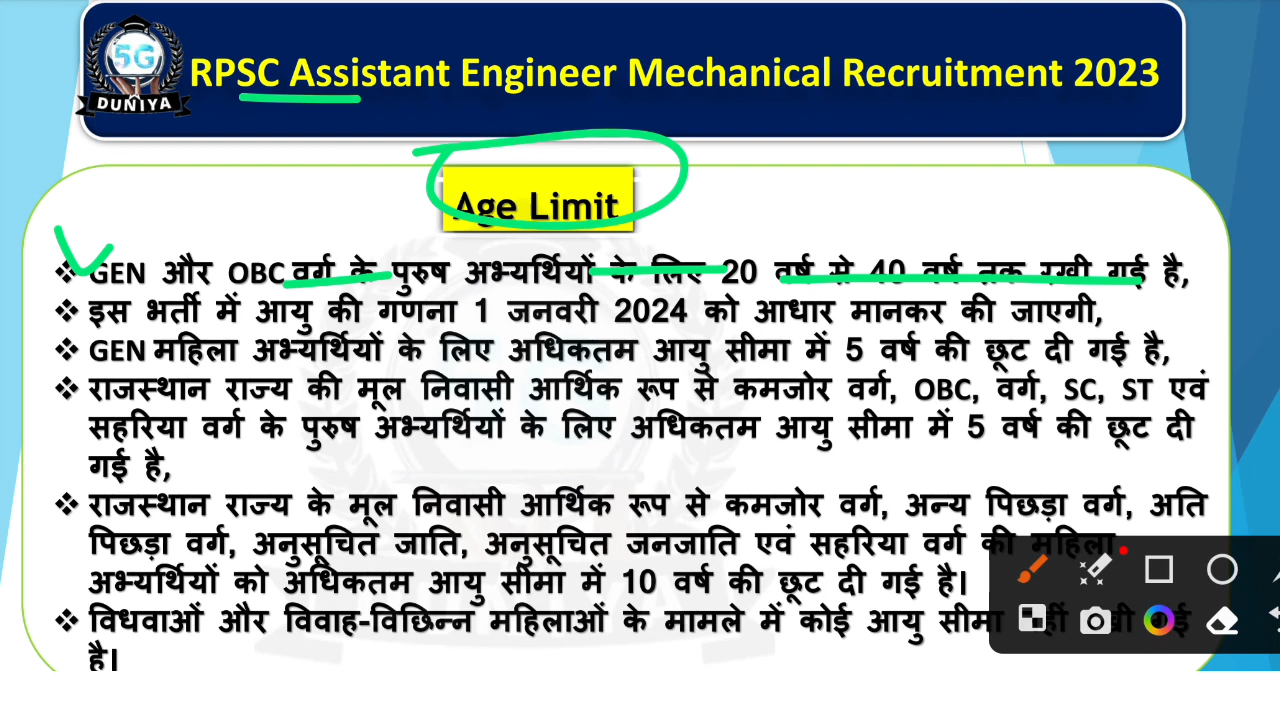 5G
DUNIYA
RPSC Assistant Engineer Mechanical Recruitment 2023
Age Limit
❖ GEN और OBC वर्ग के पुरुष अभ्यर्थियों के लिए 20 वर्ष से 40 वर्ष तक रखी गई है,
❖ इस भर्ती में आयु की गणना 1 जनवरी 2024 को आधार मानकर की जाएगी,
❖ GEN महिला अभ्यर्थियों के लिए अधिकतम आयु सीमा में 5 वर्ष की छूट दी गई है,
❖ राजस्थान राज्य की मूल निवासी आर्थिक रूप से कमजोर वर्ग, OBC, वर्ग, SC, ST एवं
सहरिया वर्ग के पुरुष अभ्यर्थियों के लिए अधिकतम आयु सीमा में 5 वर्ष की छूट दी
गई है,
❖ राजस्थान राज्य के मूल निवासी आर्थिक रूप से कमजोर वर्ग, अन्य पिछड़ा वर्ग, अति
पिछड़ा वर्ग, अनुसूचित जाति, अनुसूचित जनजाति एवं सहरिया वर्ग की महिला
अभ्यर्थियों को अधिकतम आयु सीमा में 10 वर्ष की छूट दी गई है।
❖ विधवाओं और विवाह-विछिन्न महिलाओं के मामले में कोई आयु सीमा नहीं रखी गई
है।